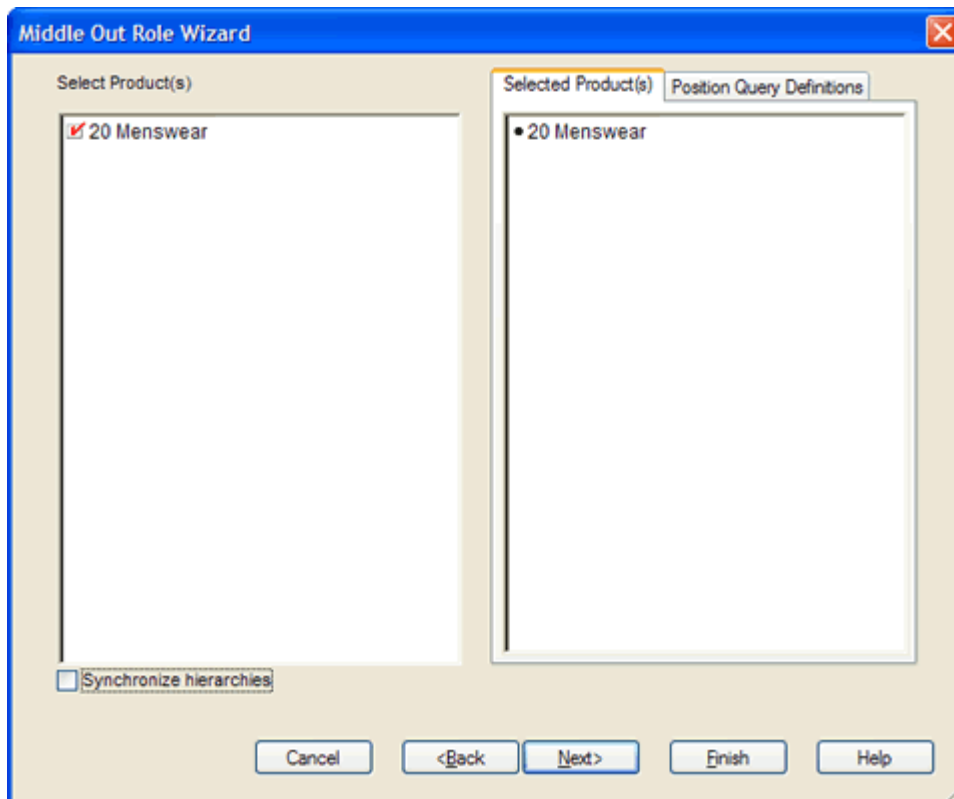 Middle Out Role Wizard
Select Product(s)
20 Menswear
Selected Product(s)
Position Query Definitions
20 Menswear
Synchronize hierarchies
Cancel
<Back
Next>
Finish
Help